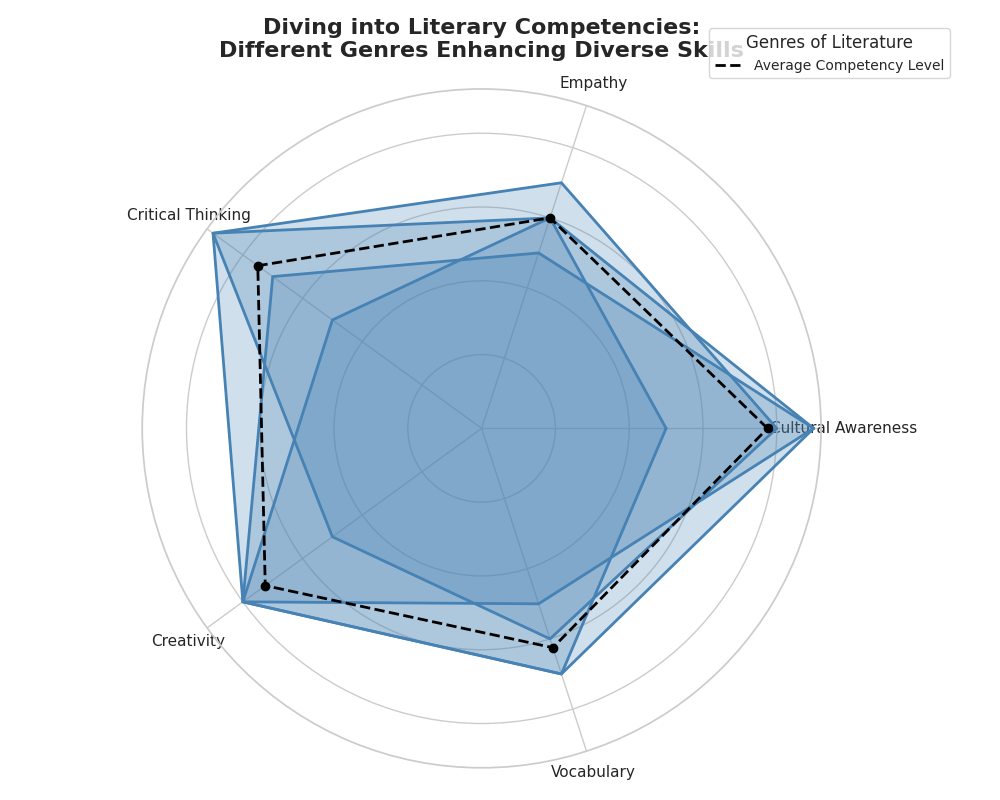 Diving into Literary Competencies:
Different Genres Enhancing Diverse Skills
Genres of Literature
Average Competency Level
Empathy
Critical Thinking
Cultural Awareness
Creativity
Vocabulary